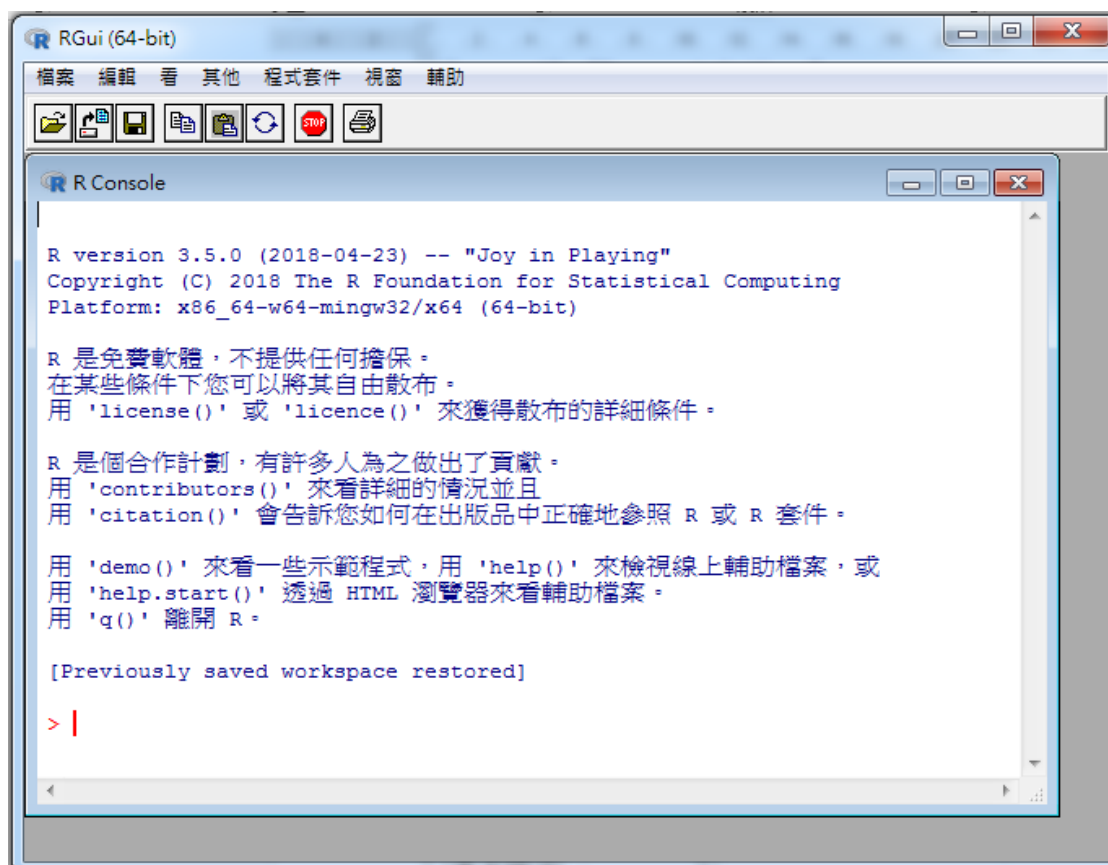 RGui (64-bit)
檔案 編輯 看 其他 程式套件 視窗 輔助
STOP
R Console
R version 3.5.0 (2018-04-23) -- "Joy in Playing"
Copyright (C) 2018 The R Foundation for Statistical Computing
Platform: x86_64-w64-mingw32/x64 (64-bit)
R 是免費軟體，不提供任何擔保。
在某些條件下您可以將其自由散布。
用 'license()' 或 'licence()' 來獲得散布的詳細條件。
R 是個合作計劃，有許多人為之做出了貢獻。
用 'contributors()' 來看詳細的情況並且
用 'citation()' 會告訴您如何在出版品中正確地參照 R 或 R 套件。
用 'demo()' 來看一些示範程式，用 'help()' 來檢視線上輔助檔案，或
用 'help.start()' 透過 HTML 瀏覽器來看輔助檔案。
用 'q()' 離開 R。
[Previously saved workspace restored]
>